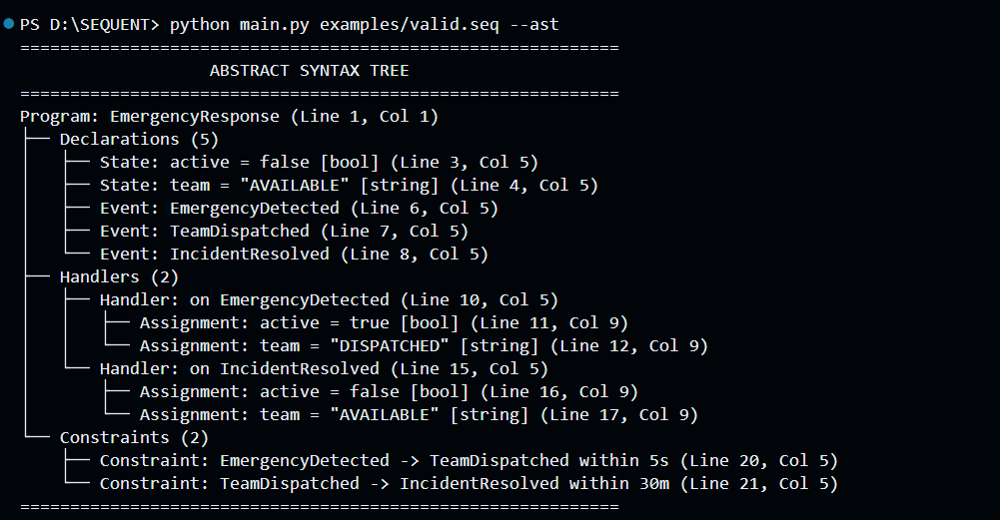 PS D:\SEQUENT> python main.py examples/valid.seq --ast
============================================================
                   ABSTRACT SYNTAX TREE
============================================================
Program: EmergencyResponse (Line 1, Col 1)
├── Declarations (5)
│   ├── State: active = false [bool] (Line 3, Col 5)
│   ├── State: team = "AVAILABLE" [string] (Line 4, Col 5)
│   ├── Event: EmergencyDetected (Line 6, Col 5)
│   ├── Event: TeamDispatched (Line 7, Col 5)
│   └── Event: IncidentResolved (Line 8, Col 5)
├── Handlers (2)
│   ├── Handler: on EmergencyDetected (Line 10, Col 5)
│   │   ├── Assignment: active = true [bool] (Line 11, Col 9)
│   │   └── Assignment: team = "DISPATCHED" [string] (Line 12, Col 9)
│   └── Handler: on IncidentResolved (Line 15, Col 5)
│       ├── Assignment: active = false [bool] (Line 16, Col 9)
│       └── Assignment: team = "AVAILABLE" [string] (Line 17, Col 9)
└── Constraints (2)
    ├── Constraint: EmergencyDetected -> TeamDispatched within 5s (Line 20, Col 5)
    └── Constraint: TeamDispatched -> IncidentResolved within 30m (Line 21, Col 5)
============================================================